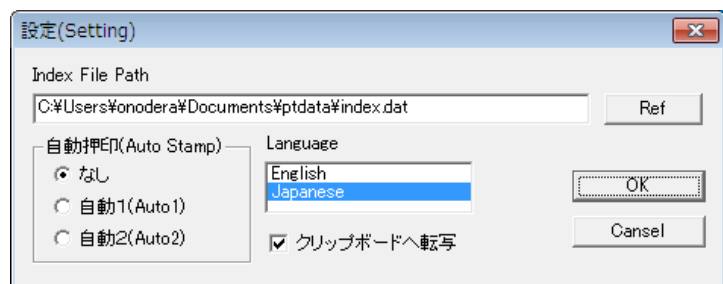 設定(Setting)
Index File Path
C:¥Users¥onodera¥Documents¥ptdata¥index.dat
Ref
自動押印(Auto Stamp)
なし
自動1(Auto1)
自動2(Auto2)
Language
English
Japanese
クリップボードへ転写
OK
Cansel